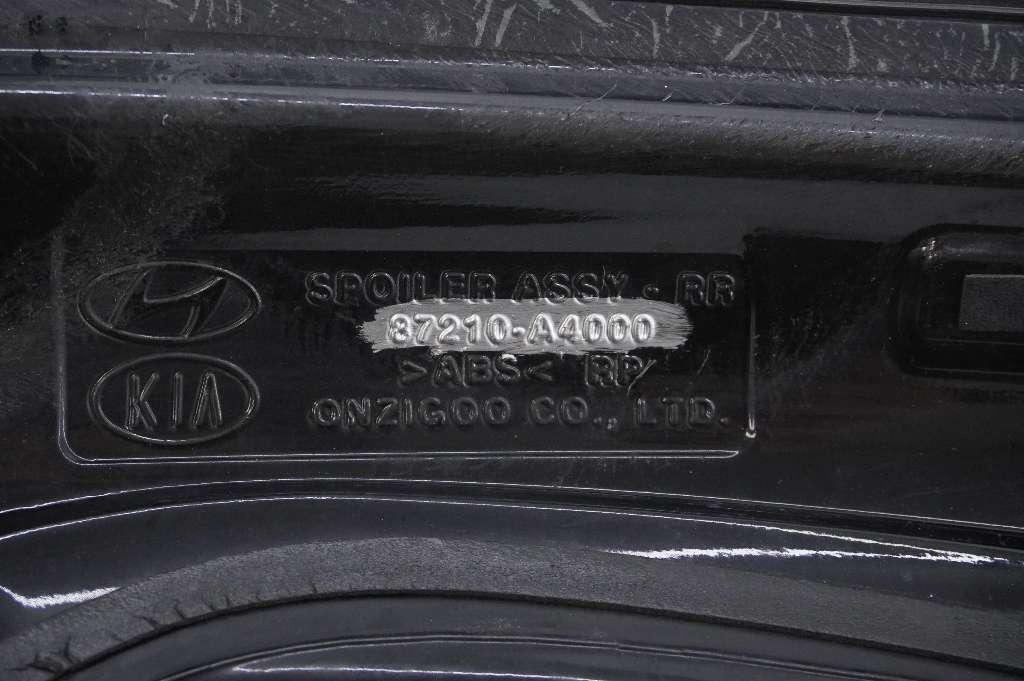 SPOILER ASSY - RR
87210-A4000
>ABS< RP
KIA
ONZIGOO CO., LTD.